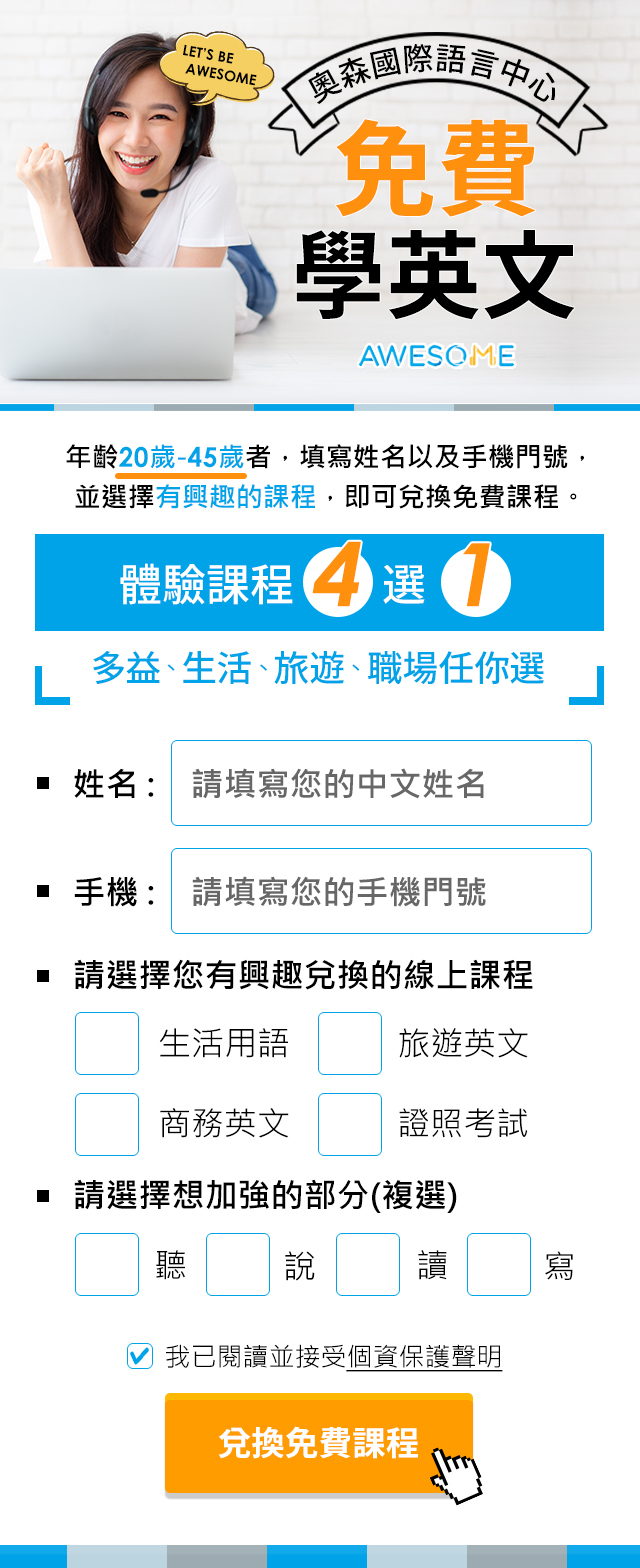 LET'S BE
AWESOME
奧森國際語言中心
免費
學英文
AWESOME
年齡20歲-45歲者，填寫姓名以及手機門號，
並選擇有興趣的課程，即可兌換免費課程。
體驗課程4選1
多益、生活、旅遊、職場任你選
姓名：請填寫您的中文姓名
手機：請填寫您的手機門號
請選擇您有興趣兌換的線上課程
生活用語 旅遊英文
商務英文 證照考試
請選擇想加強的部分(複選)
聽 說 讀 寫
我已閱讀並接受個資保護聲明
兌換免費課程